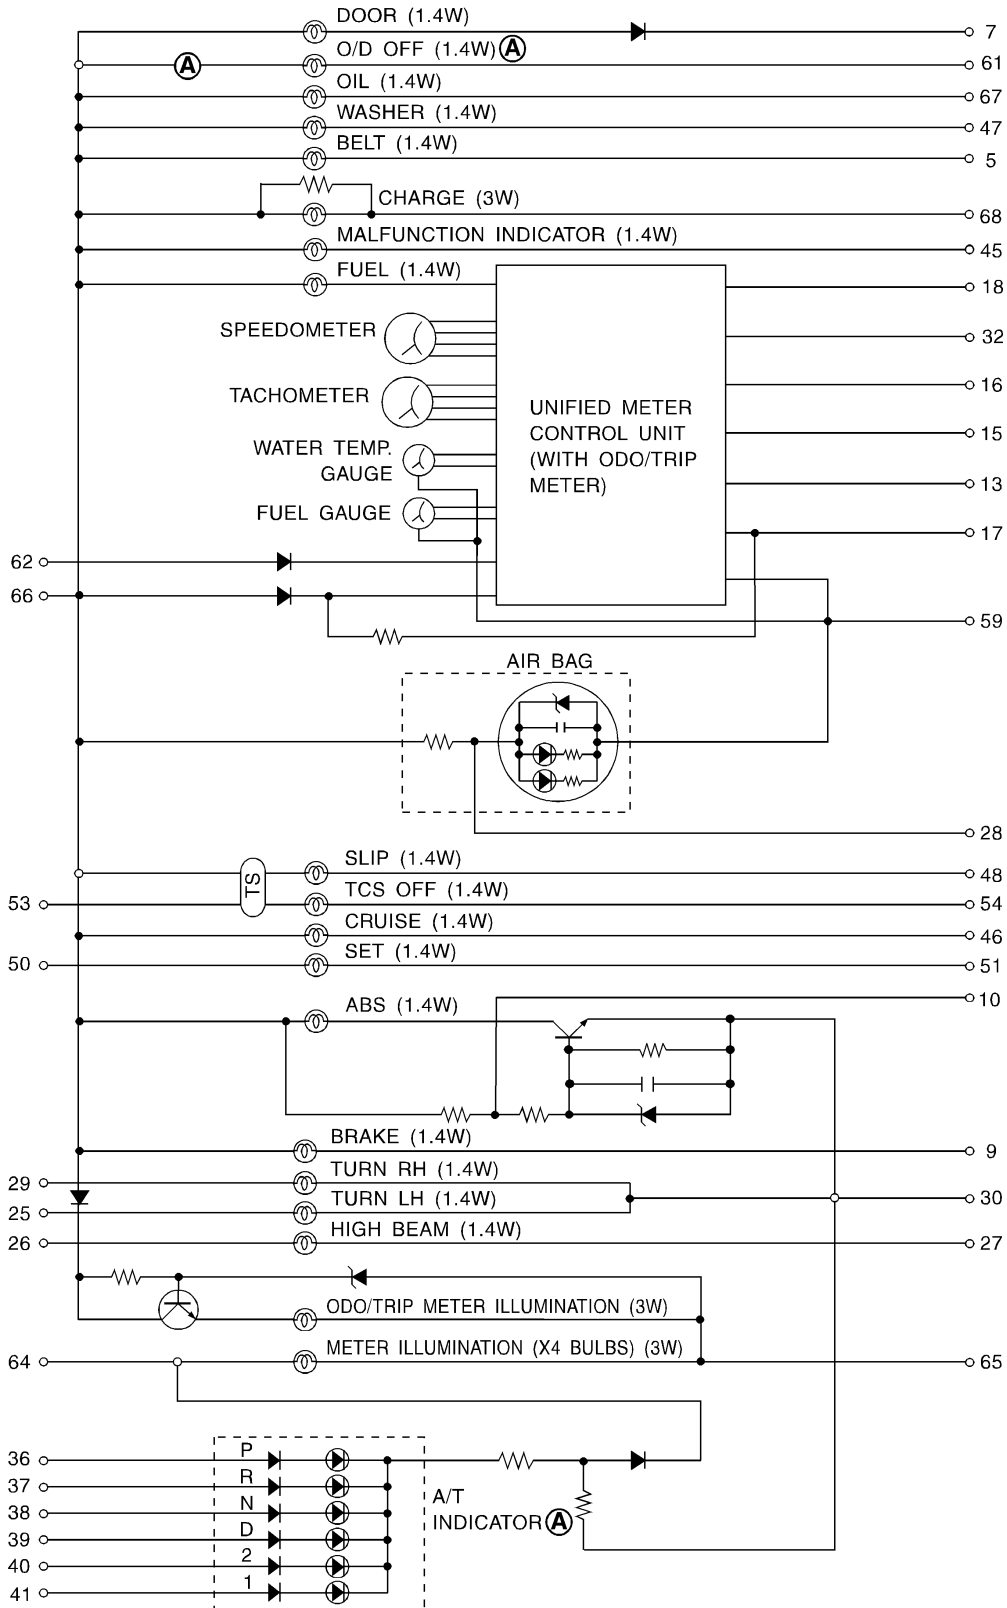 DOOR (1.4W)
7
O/D OFF (1.4W) A
A
61
OIL (1.4W)
67
WASHER (1.4W)
47
BELT (1.4W)
5
CHARGE (3W)
68
MALFUNCTION INDICATOR (1.4W)
45
FUEL (1.4W)
18
SPEEDOMETER
32
TACHOMETER
16
UNIFIED METER
CONTROL UNIT
(WITH ODO/TRIP
METER)
15
WATER TEMP.
GAUGE
13
FUEL GAUGE
17
62
66
59
AIR BAG
28
SLIP (1.4W)
48
TS
53
TCS OFF (1.4W)
54
CRUISE (1.4W)
46
50
SET (1.4W)
51
10
ABS (1.4W)
BRAKE (1.4W)
9
29
TURN RH (1.4W)
30
25
TURN LH (1.4W)
26
HIGH BEAM (1.4W)
27
ODO/TRIP METER ILLUMINATION (3W)
64
METER ILLUMINATION (X4 BULBS) (3W)
65
36
P
37
R
38
N
39
D
40
2
41
1
A/T
INDICATOR A